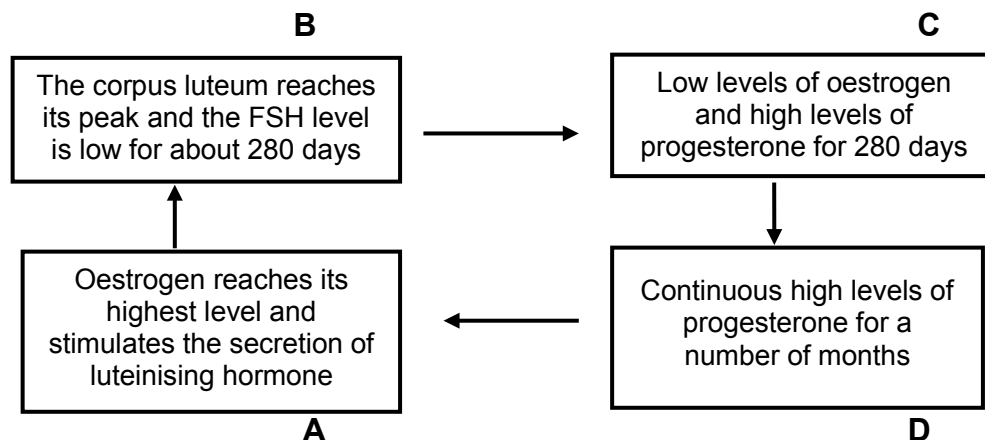 B
The corpus luteum reaches
its peak and the FSH level
is low for about 280 days
C
Low levels of oestrogen
and high levels of
progesterone for 280 days
Oestrogen reaches its
highest level and
stimulates the secretion of
luteinising hormone
A
Continuous high levels of
progesterone for a
number of months
D